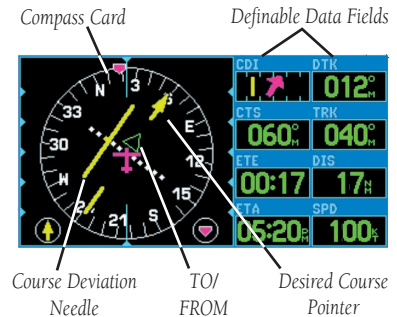 Compass Card
Definable Data Fields
CDI
DTK
012°M
CTS
TRK
060°M
040°M
ETE
DIS
00:17
17NM
ETA
SPD
05:20PM
100KT
N
3
6
E
12
15
S
21
24
W
30
33
Course Deviation
Needle
TO/
FROM
Desired Course
Pointer